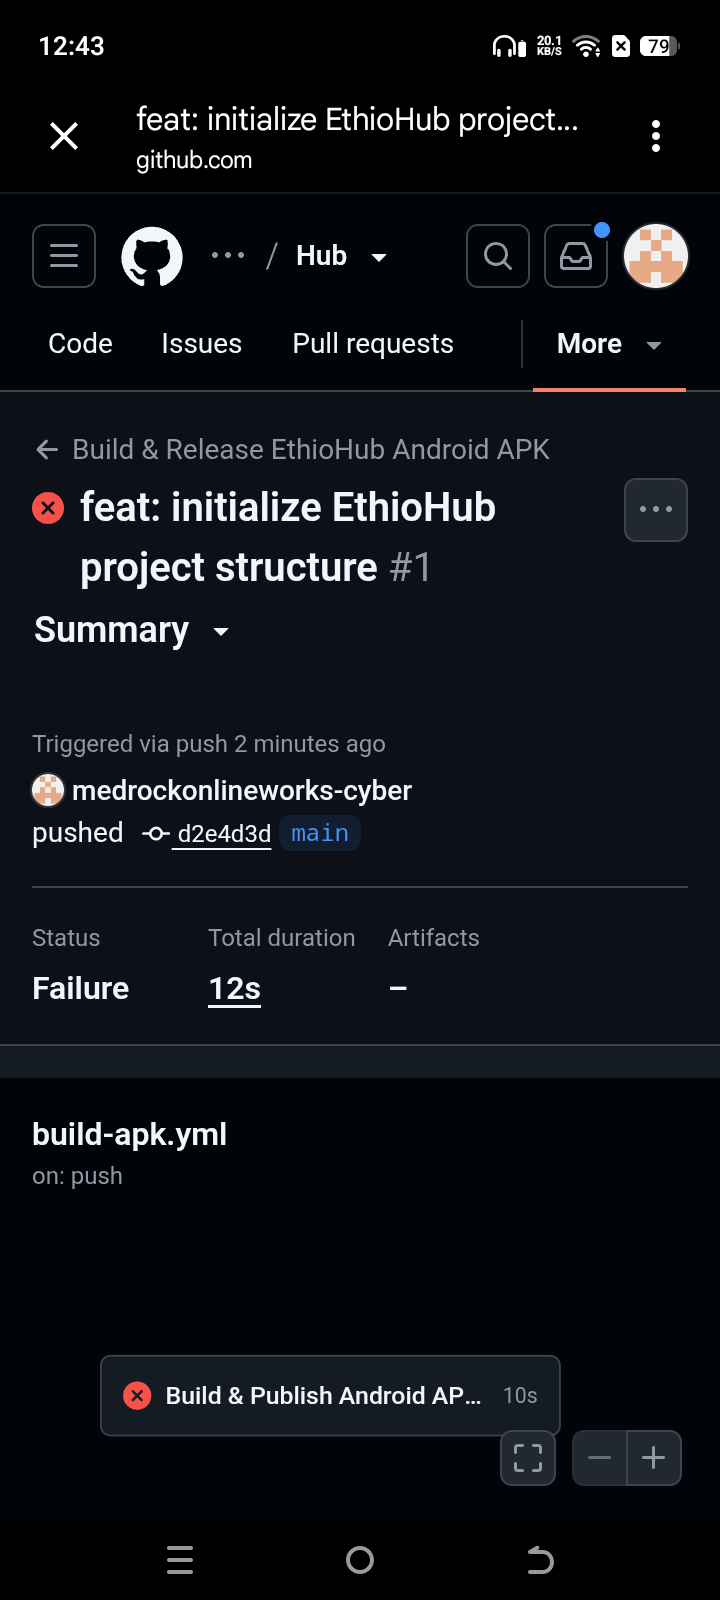 12:43
20.1
KB/S
79
feat: initialize EthioHub project...
github.com
... / Hub
Code Issues Pull requests More
← Build & Release EthioHub Android APK
feat: initialize EthioHub
project structure #1
Summary
Triggered via push 2 minutes ago
medrockonlineworks-cyber
pushed d2e4d3d main
Status Total duration Artifacts
Failure 12s –
build-apk.yml
on: push
Build & Publish Android AP... 10s